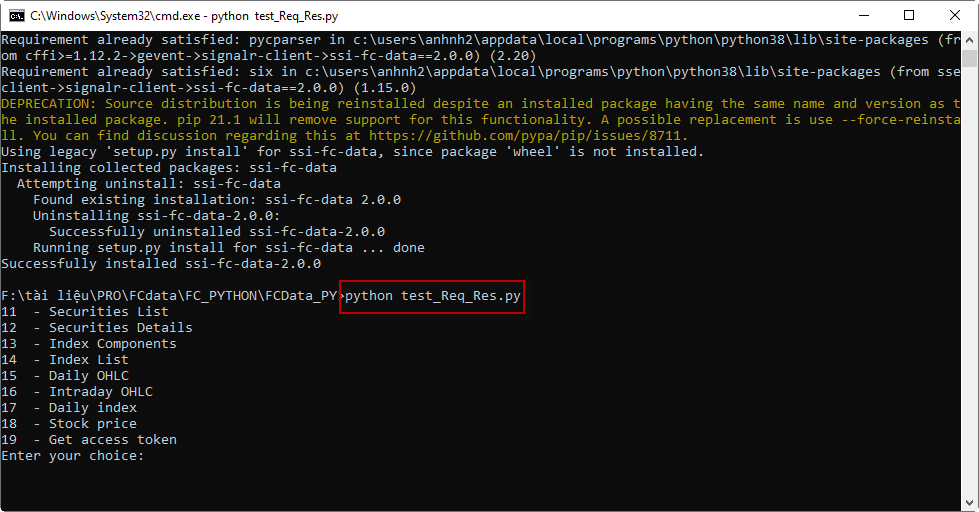 C:\Windows\System32\cmd.exe - python  test_Req_Res.py
Requirement already satisfied: pycparser in c:\users\anhnh2\appdata\local\programs\python\python38\lib\site-packages (fr
om cffi>=1.12.2->gevent->signalr-client->ssi-fc-data==2.0.0) (2.20)
Requirement already satisfied: six in c:\users\anhnh2\appdata\local\programs\python\python38\lib\site-packages (from sse
client->signalr-client->ssi-fc-data==2.0.0) (1.15.0)
DEPRECATION: Source distribution is being reinstalled despite an installed package having the same name and version as t
he installed package. pip 21.1 will remove support for this functionality. A possible replacement is use --force-reinsta
ll. You can find discussion regarding this at https://github.com/pypa/pip/issues/8711.
Using legacy 'setup.py install' for ssi-fc-data, since package 'wheel' is not installed.
Installing collected packages: ssi-fc-data
  Attempting uninstall: ssi-fc-data
    Found existing installation: ssi-fc-data 2.0.0
    Uninstalling ssi-fc-data-2.0.0:
      Successfully uninstalled ssi-fc-data-2.0.0
    Running setup.py install for ssi-fc-data ... done
Successfully installed ssi-fc-data-2.0.0
F:\tài liệu\PRO\FCdata\FC_PYTHON\FCData_PY>python test_Req_Res.py
11  - Securities List
12  - Securities Details
13  - Index Components
14  - Index List
15  - Daily OHLC
16  - Intraday OHLC
17  - Daily index
18  - Stock price
19  - Get access token
Enter your choice: